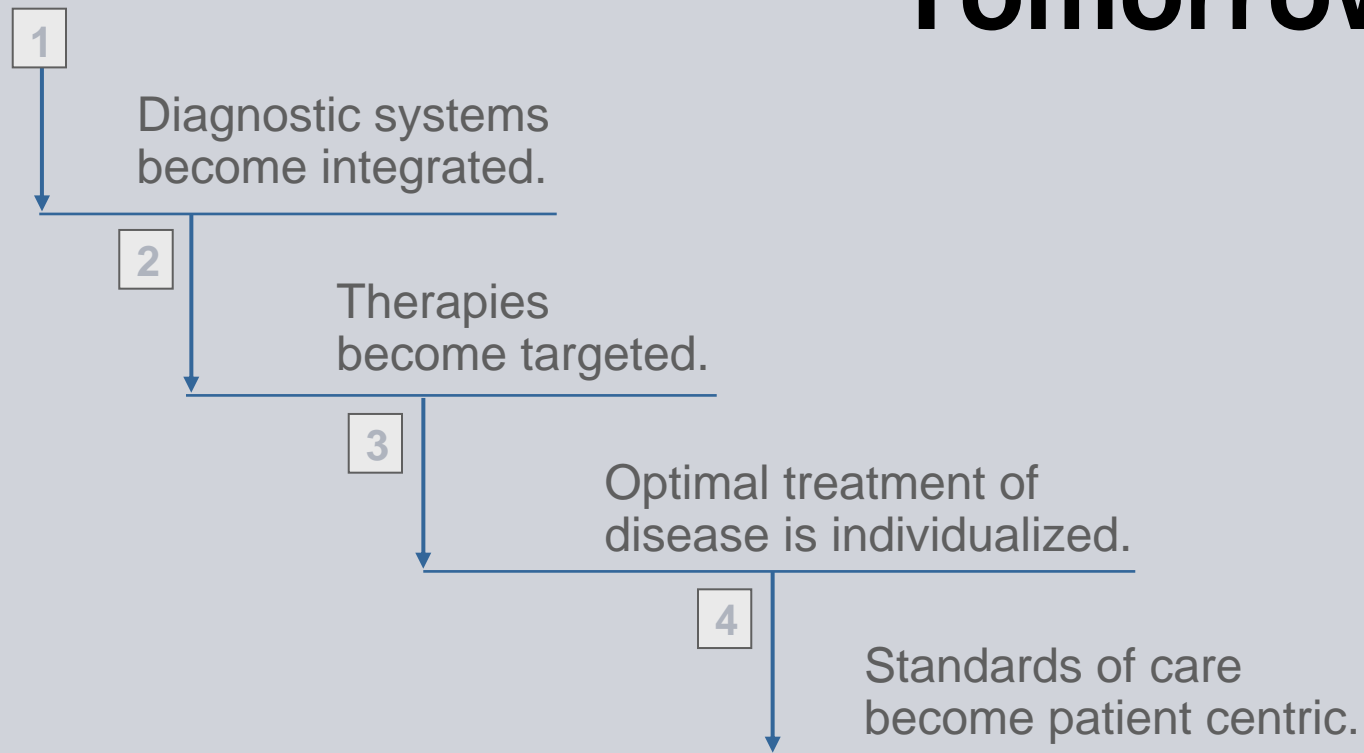 1
Diagnostic systems
become integrated.
2
Therapies
become targeted.
3
Optimal treatment of
disease is individualized.
4
Standards of care
become patient centric.